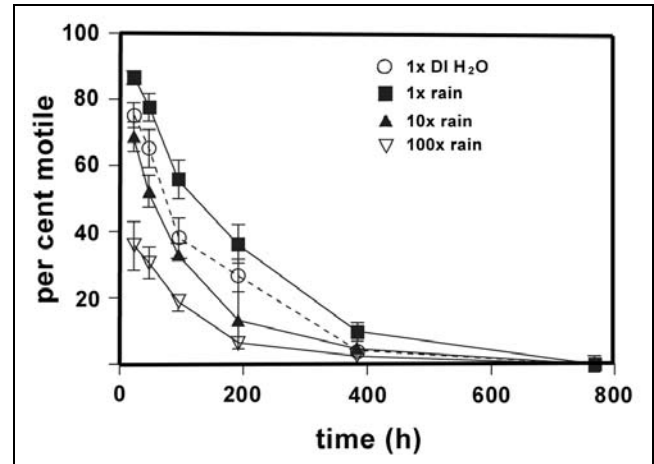 100
80
60
40
20
0
200
400
600
800
per cent motile
time (h)
1x DI H₂O
1x rain
10x rain
100x rain